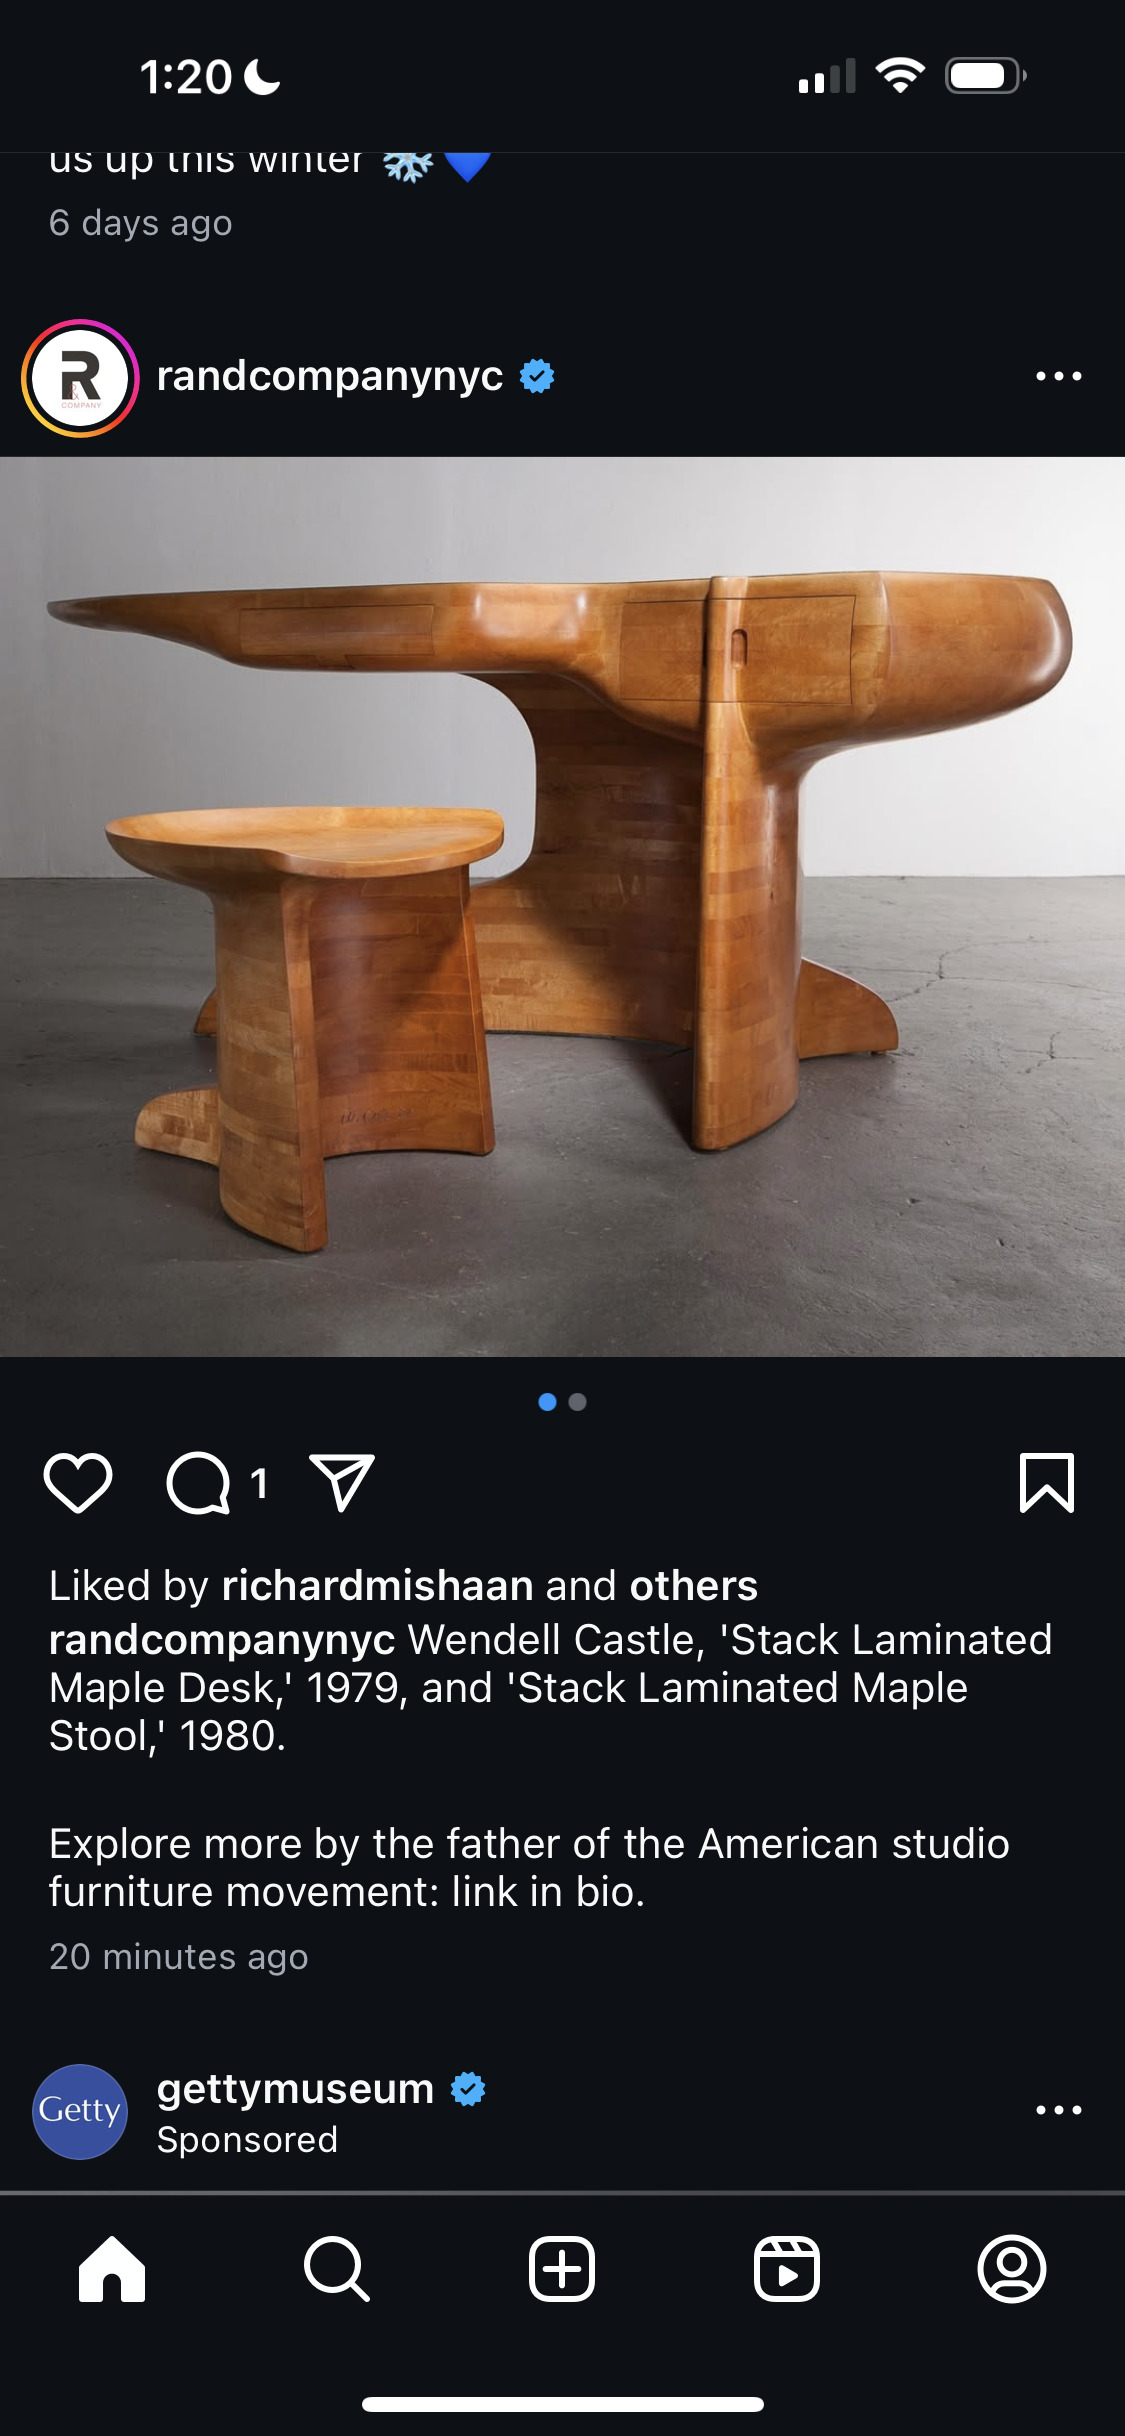 1:20
us up this winter ❄️💙
6 days ago
R
&
COMPANY
randcompanynyc
1
Liked by richardmishaan and others
randcompanynyc Wendell Castle, 'Stack Laminated
Maple Desk,' 1979, and 'Stack Laminated Maple
Stool,' 1980.
Explore more by the father of the American studio
furniture movement: link in bio.
20 minutes ago
Getty
gettymuseum
Sponsored